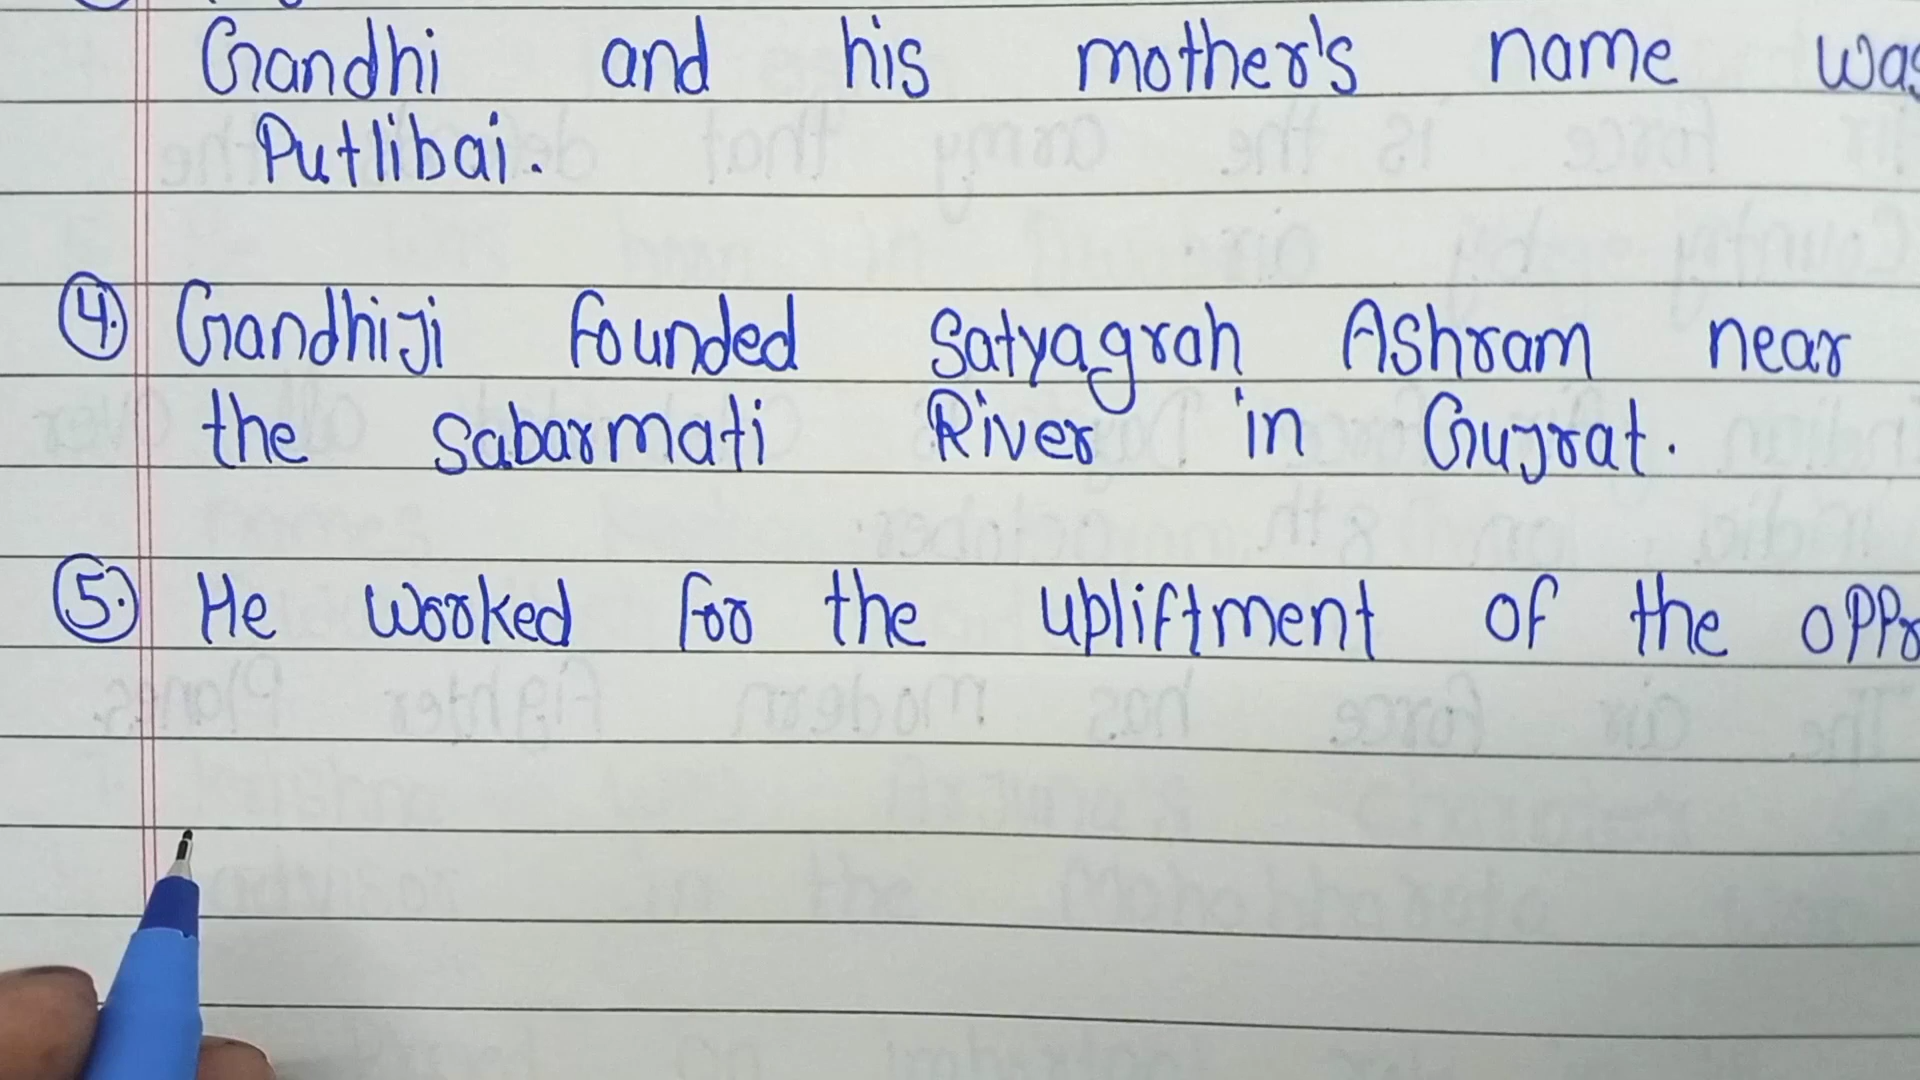 Gandhi and his mother's name was
Putlibai.
4. Gandhiji founded Satyagrah Ashram near
the Sabarmati River in Gujrat.
5. He worked for the upliftment of the oppr